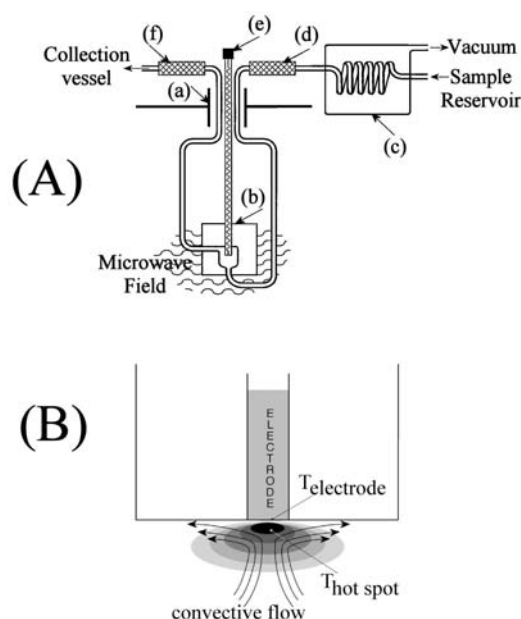 (A)
(f)
(e)
(d)
Collection
vessel
Vacuum
Sample
Reservoir
(a)
(c)
(b)
Microwave
Field
(B)
ELECTRODE
Telectrode
Thot spot
convective flow